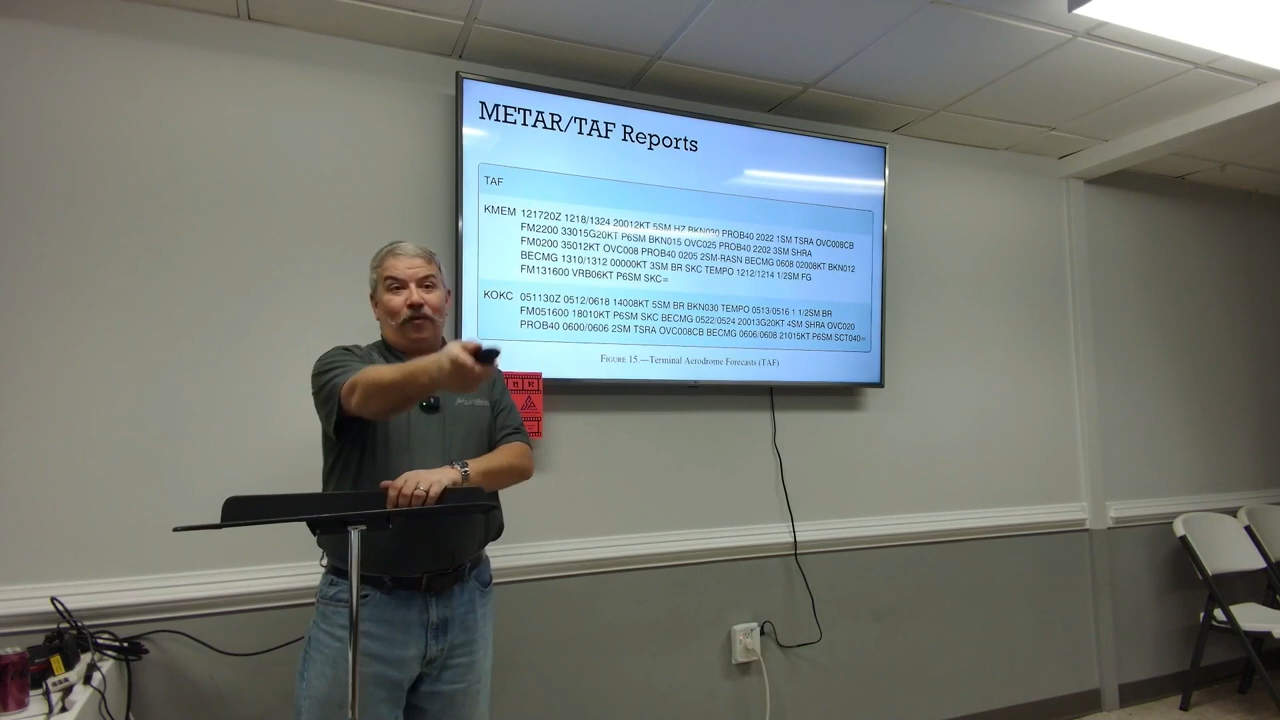 METAR/TAF Reports
TAF
KMEM 121720Z 1218/1324 20012KT 5SM HZ BKN030 PROB40 2022 1SM TSRA OVC008CB
FM2200 33015G20KT P6SM BKN015 OVC025 PROB40 2202 3SM SHRA
FM0200 35012KT OVC008 PROB40 0205 2SM-RASN BECMG 0608 02008KT BKN012
BECMG 1310/1312 00000KT 3SM BR SKC TEMPO 1212/1214 1/2SM FG
FM131600 VRB06KT P6SM SKC=
KOKC 051130Z 0512/0618 14008KT 5SM BR BKN030 TEMPO 0513/0516 1 1/2SM BR
FM051600 18010KT P6SM SKC BECMG 0522/0524 20013G20KT 4SM SHRA OVC020
PROB40 0600/0606 2SM TSRA OVC008CB BECMG 0606/0608 21015KT P6SM SCT040=
FIGURE 15.—Terminal Aerodrome Forecasts (TAF)